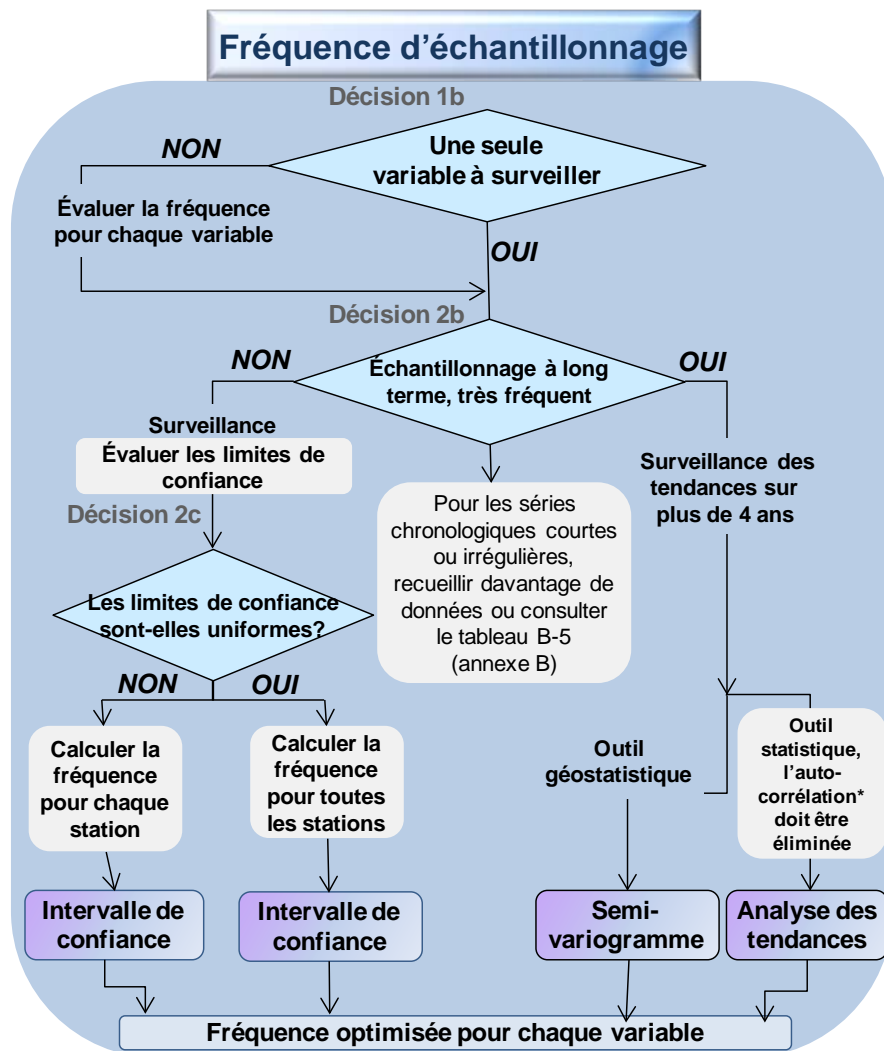 Fréquence d'échantillonnage
Décision 1b
NON
Une seule
variable à surveiller
Évaluer la fréquence
pour chaque variable
OUI
Décision 2b
NON
Échantillonnage à long
terme, très fréquent
OUI
Surveillance
Évaluer les limites de
confiance
Surveillance des
tendances sur
plus de 4 ans
Pour les séries
chronologiques courtes
ou irrégulières,
recueillir davantage de
données ou consulter
le tableau B-5
(annexe B)
Décision 2c
Les limites de confiance
sont-elles uniformes?
NON
OUI
Calculer la
fréquence
pour chaque
station
Calculer la
fréquence
pour toutes
les stations
Outil
géostatistique
Outil
statistique,
l'auto-
corrélation*
doit être
éliminée
Intervalle de
confiance
Intervalle de
confiance
Semi-
variogramme
Analyse des
tendances
Fréquence optimisée pour chaque variable